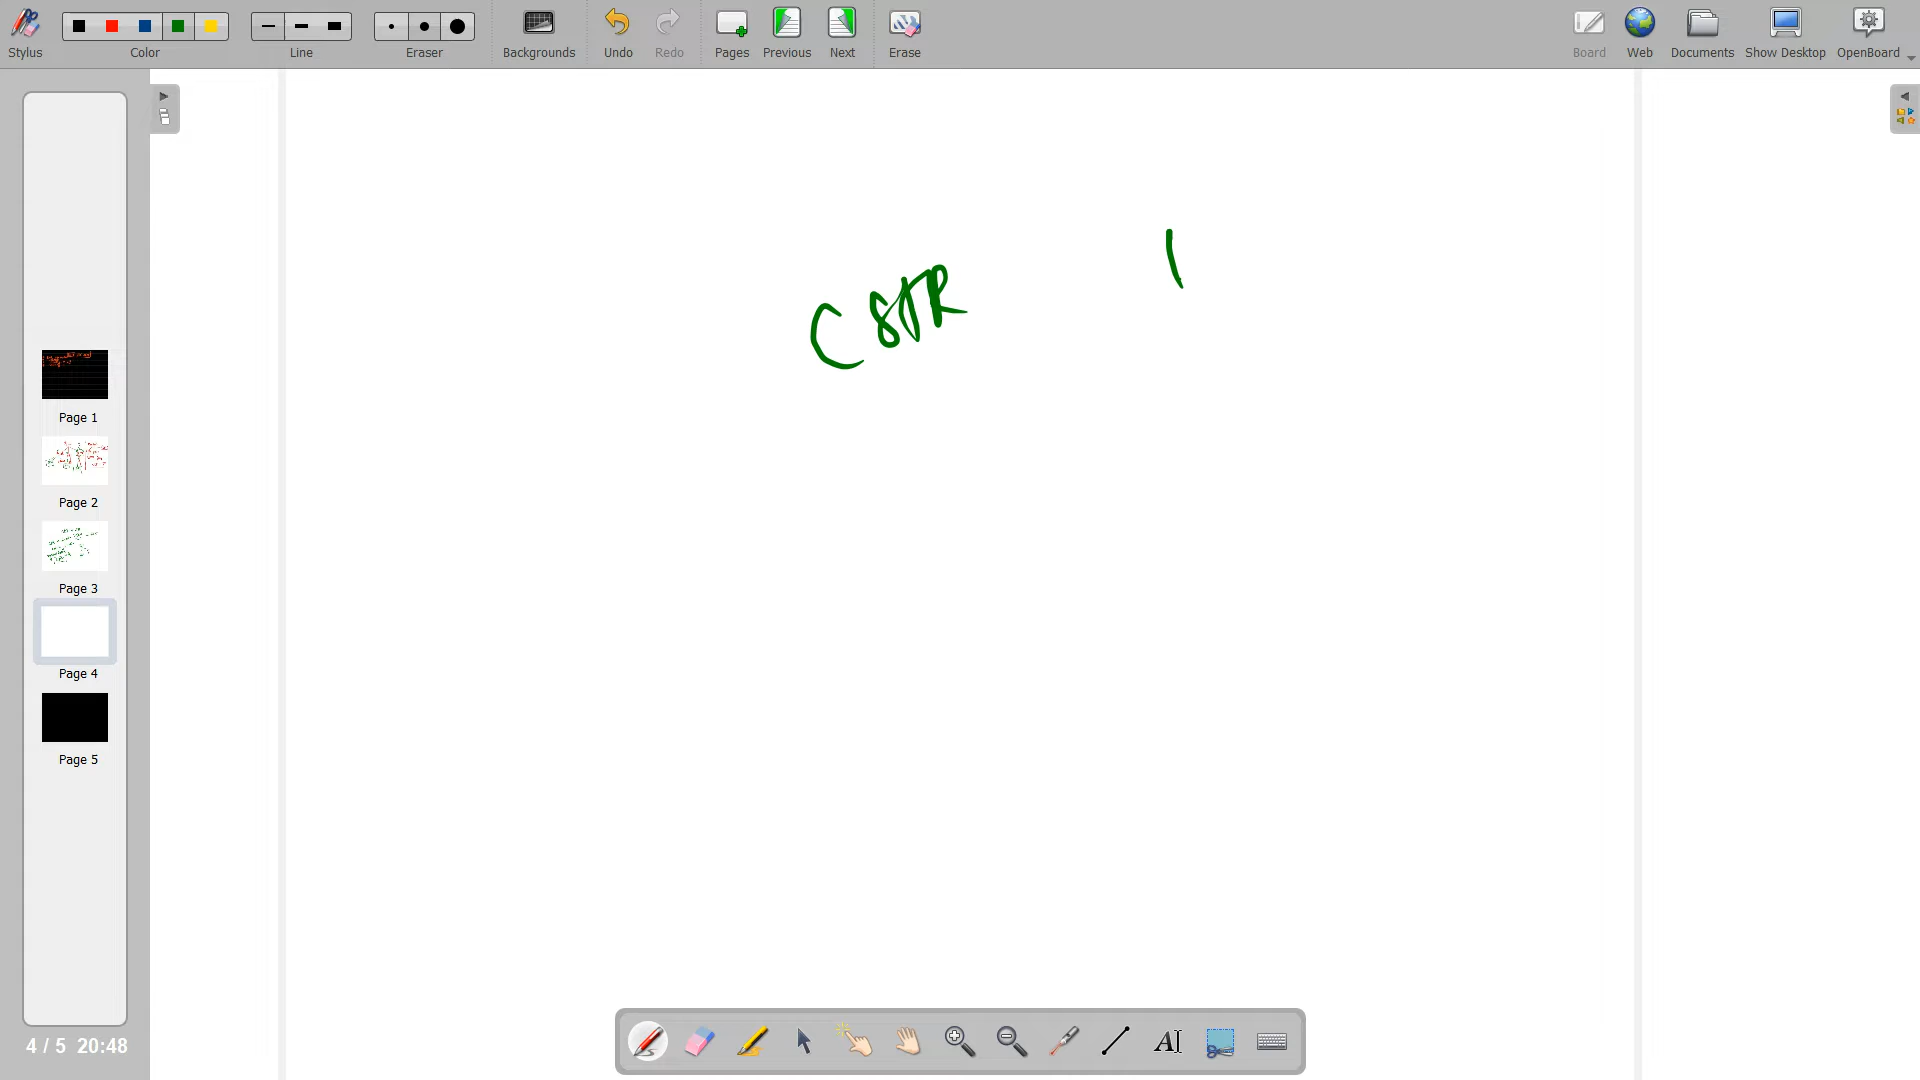 Stylus Color Line Eraser Backgrounds Undo Redo Pages Previous Next Erase Board Web Documents Show Desktop OpenBoard
CSTR
Page 1
Page 2
Page 3
Page 4
Page 5
4 / 5 20:48